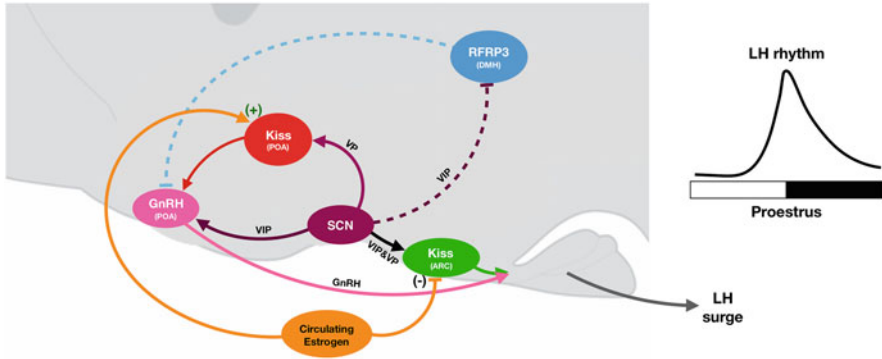 RFRP3
(DMH)
LH rhythm
(+)
Kiss
(POA)
VP
VIP
GnRH
(POA)
VIP
SCN
VIP&VP
Kiss
(ARC)
(-)
GnRH
Proestrus
Circulating
Estrogen
LH
surge